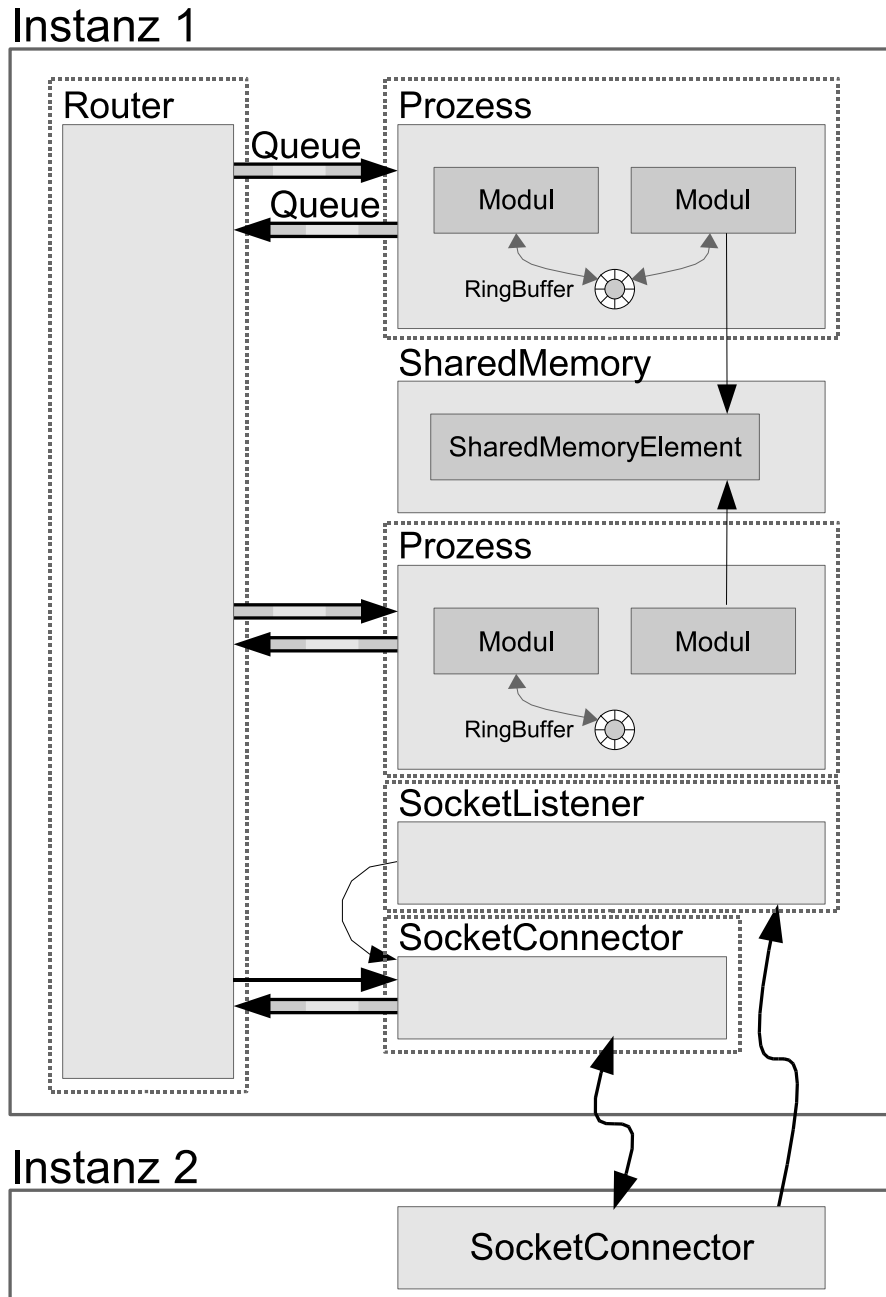 Instanz 1
Router
Prozess
Queue
Queue
Modul
Modul
RingBuffer
SharedMemory
SharedMemoryElement
Prozess
Modul
Modul
RingBuffer
SocketListener
SocketConnector
Instanz 2
SocketConnector